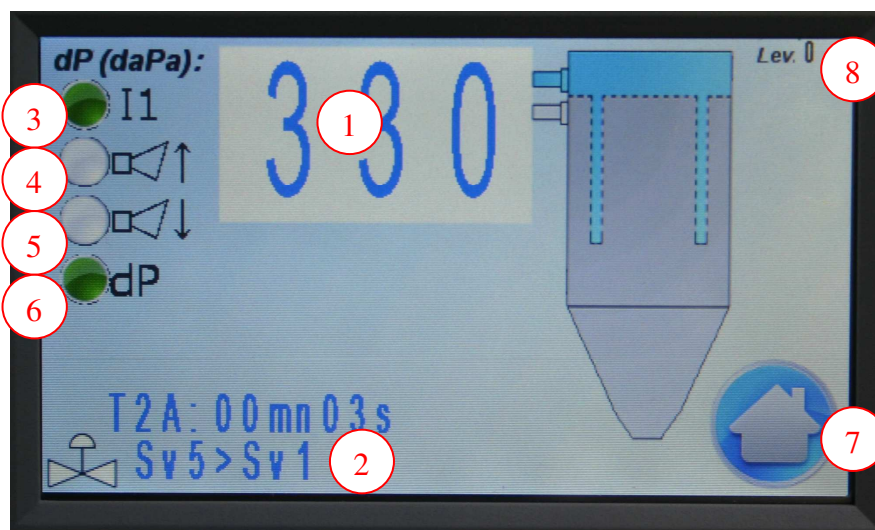 dP (daPa):
330
Lev. 0
8
3
I1
1
4
↑
5
↓
6
dP
T2A:00mn03s
Sv5>Sv1
2
7